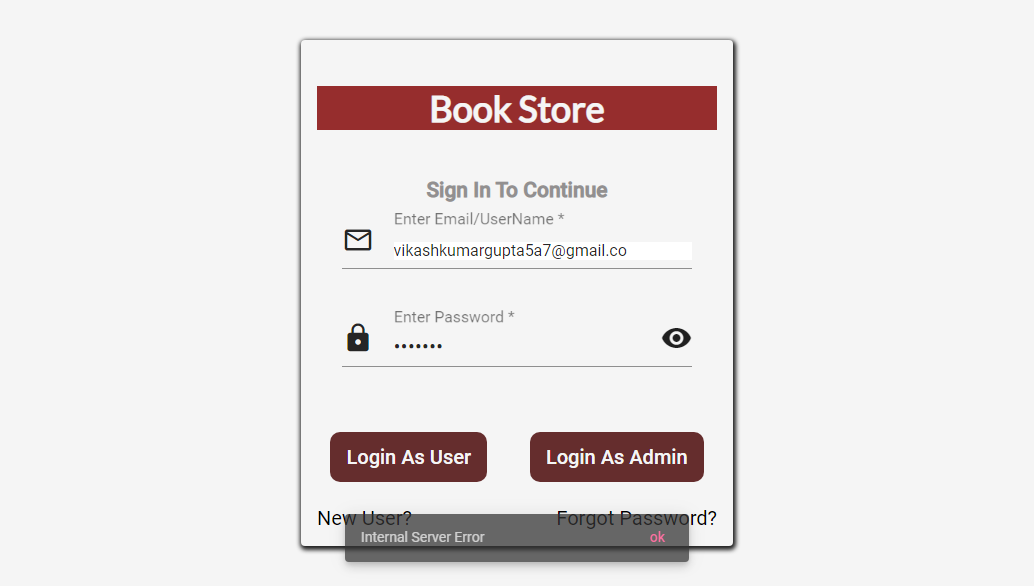 Book Store
Sign In To Continue
Enter Email/UserName *
vikashkumargupta5a7@gmail.co
Enter Password *
•••••••
Login As User
Login As Admin
New User?
Forgot Password?
Internal Server Error
ok